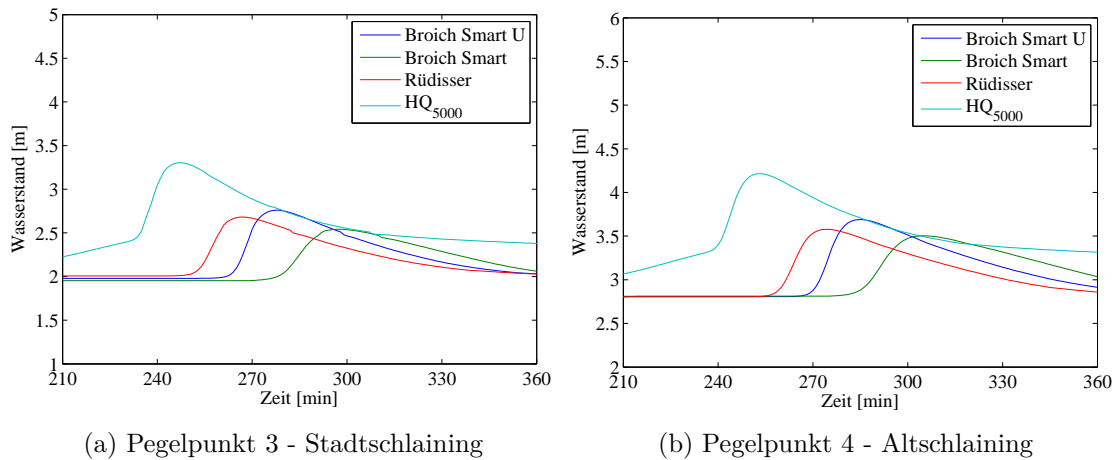 5
4.5
4
3.5
3
2.5
2
1.5
1
Wasserstand [m]
210 240 270 300 330 360
Zeit [min]
Broich Smart U
Broich Smart
Rüdisser
HQ5000
(a) Pegelpunkt 3 - Stadtschlaining
6
5.5
5
4.5
4
3.5
3
2.5
2
Wasserstand [m]
210 240 270 300 330 360
Zeit [min]
Broich Smart U
Broich Smart
Rüdisser
HQ5000
(b) Pegelpunkt 4 - Altschlaining